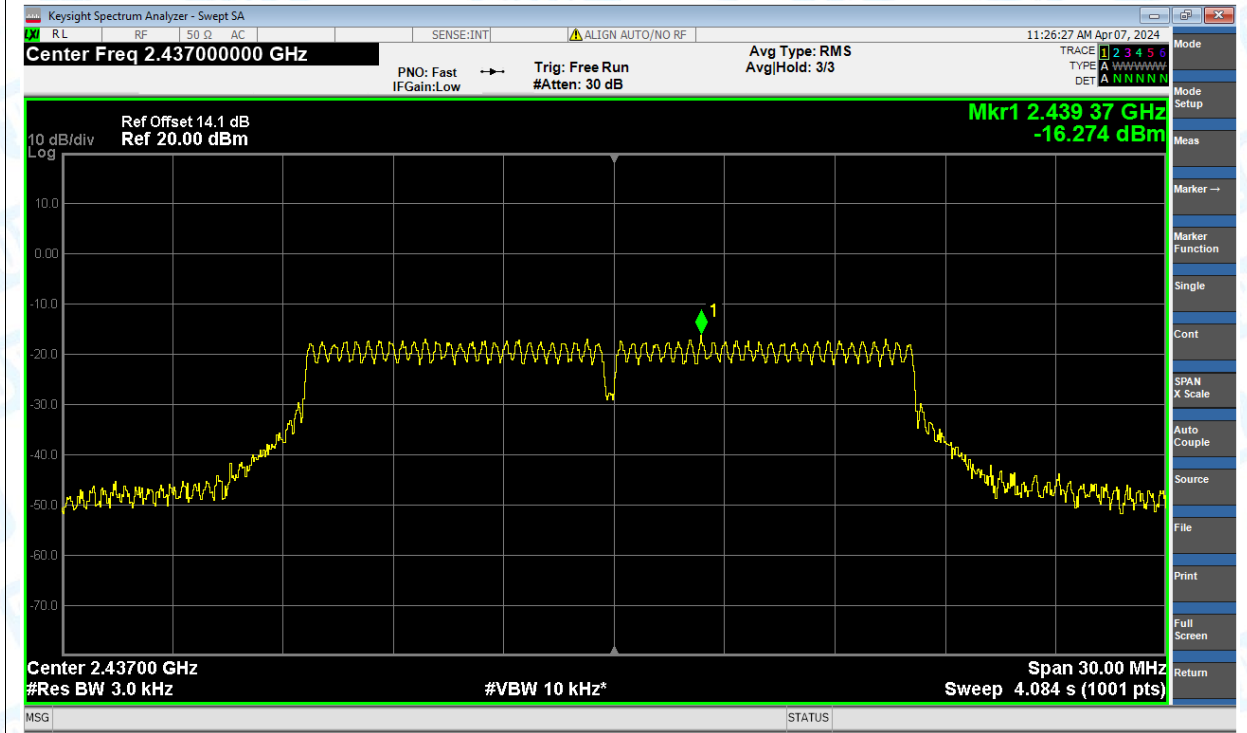 Keysight Spectrum Analyzer - Swept SA
LXI RL RF 50 Ω AC SENSE:INT ALIGN AUTO/NO RF 11:26:27 AM Apr 07, 2024
Center Freq 2.437000000 GHz
PNO: Fast
IFGain:Low
Trig: Free Run
#Atten: 30 dB
Avg Type: RMS
Avg|Hold: 3/3
TRACE 1 2 3 4 5 6
TYPE A WWWWW
DET A N N N N N
Ref Offset 14.1 dB
10 dB/div Ref 20.00 dBm
Log
Mkr1 2.439 37 GHz
-16.274 dBm
10.0
0.00
-10.0
-20.0
-30.0
-40.0
-50.0
-60.0
-70.0
1
Center 2.43700 GHz
Span 30.00 MHz
#Res BW 3.0 kHz
#VBW 10 kHz*
Sweep 4.084 s (1001 pts)
MSG
STATUS
Mode
Mode
Setup
Meas
Marker →
Marker
Function
Single
Cont
SPAN
X Scale
Auto
Couple
Source
File
Print
Full
Screen
Return